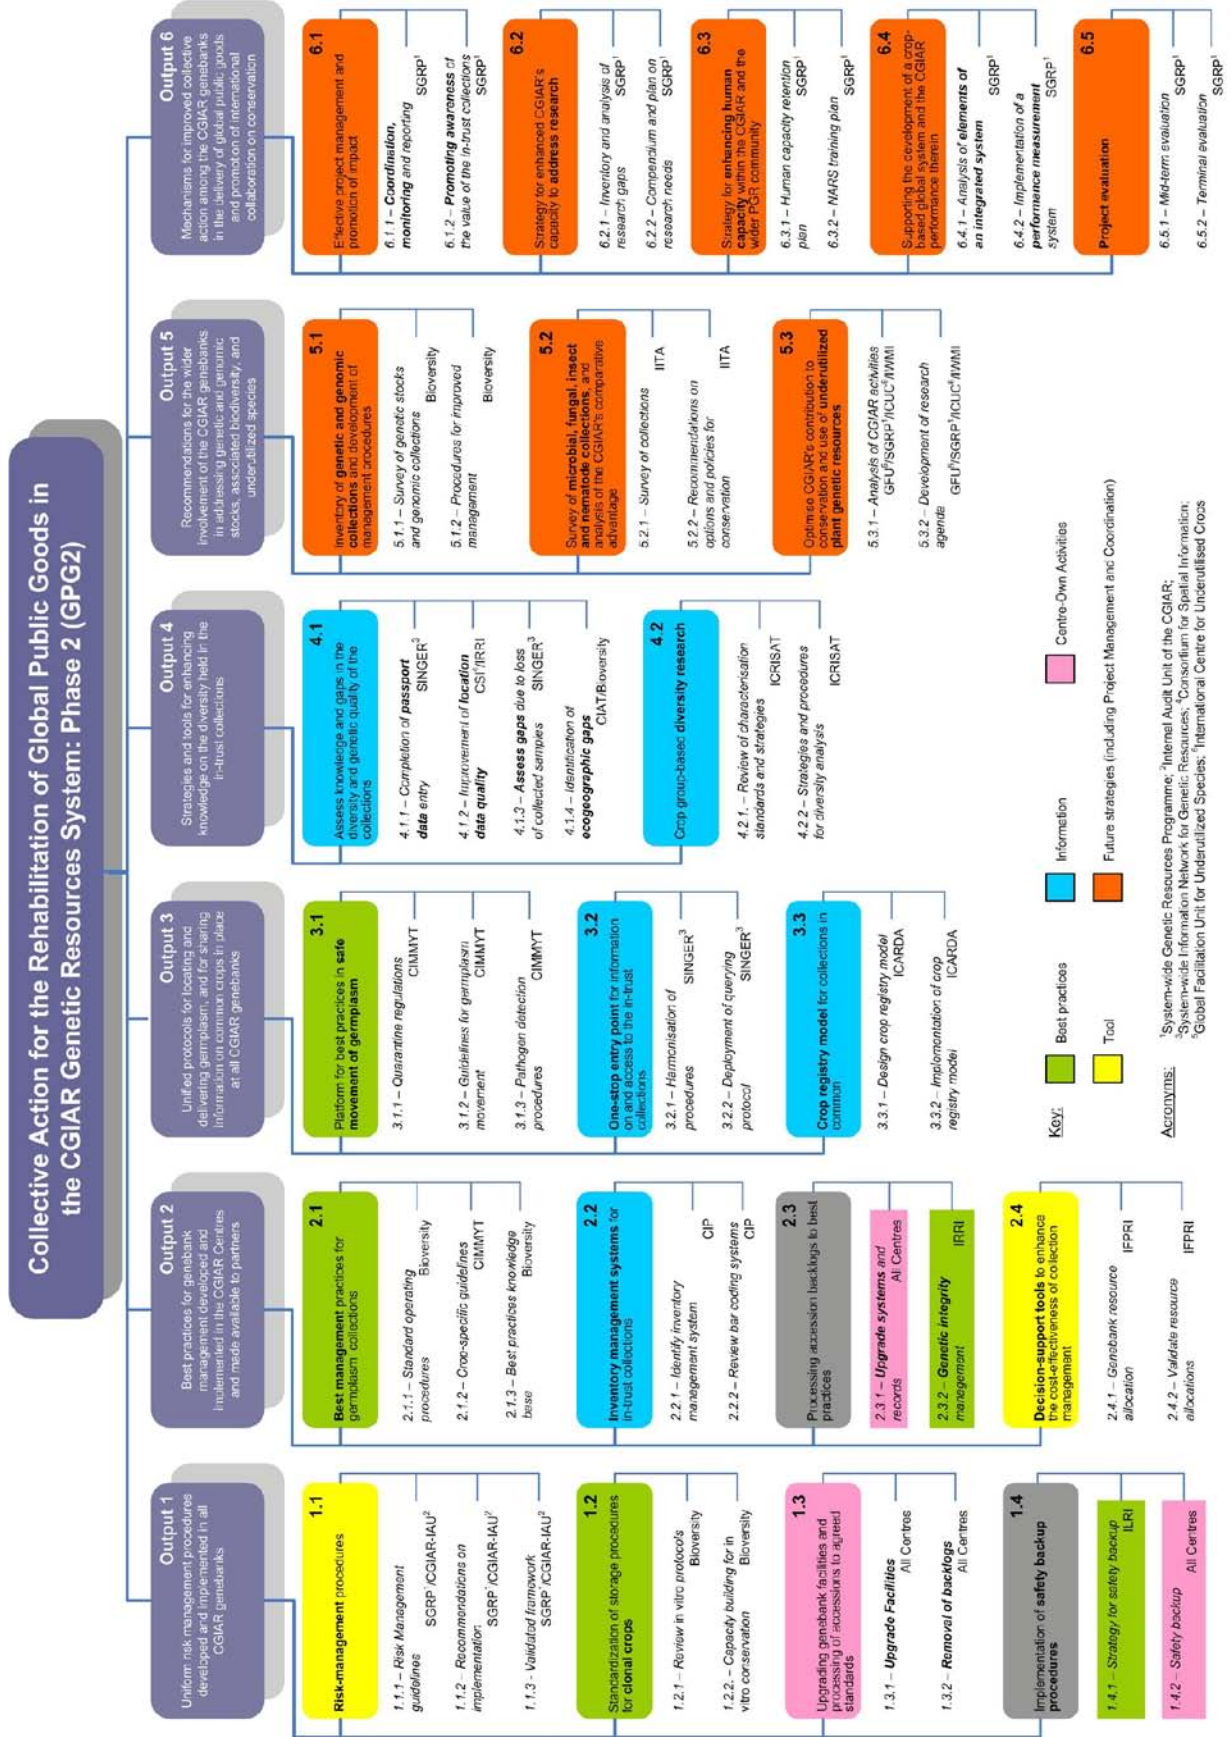 Collective Action for the Rehabilitation of Global Public Goods in
the CGIAR Genetic Resources System: Phase 2 (GPG2)
Output 1
Uniform risk management procedures
developed and implemented in all
CGIAR genebanks
1.1
Risk-management procedures
1.1.1 – Risk Management
guidelines
SGRP¹/CGIAR-IAU²
1.1.2 – Recommendations on
implementation
SGRP¹/CGIAR-IAU²
1.1.3 – Validated framework
SGRP¹/CGIAR-IAU²
1.2
Standardization of storage procedures
for clonal crops
1.2.1 – Review in vitro protocols
Bioversity
1.2.2. – Capacity building for in
vitro conservation
Bioversity
1.3
Upgrading genebank facilities and
processing of accessions to agreed
standards
1.3.1 – Upgrade Facilities
All Centres
1.3.2 – Removal of backlogs
All Centres
1.4
Implementation of safety backup
procedures
1.4.1 – Strategy for safety backup
ILRI
1.4.2 – Safety backup
All Centres
Output 2
Best practices for genebank
management developed and
implemented in the CGIAR Centres
and made available to partners
2.1
Best management practices for
germplasm collections
2.1.1 – Standard operating
procedures
Bioversity
2.1.2 – Crop-specific guidelines
CIMMYT
2.1.3 – Best practices knowledge
base
Bioversity
2.2
Inventory management systems for
in-trust collections
2.2.1 – Identify inventory
management system
CIP
2.2.2 – Review bar coding systems
CIP
2.3
Processing accession backlogs to best
practices
2.3.1 – Upgrade systems and
records
All Centres
2.3.2 – Genetic integrity
management
IRRI
2.4
Decision-support tools to enhance
the cost-effectiveness of collection
management
2.4.1 – Genebank resource
allocation
IFPRI
2.4.2 – Validate resource
allocations
IFPRI
Output 3
Unified protocols for locating and
delivering germplasm, and for sharing
information on common crops in place
at all CGIAR genebanks
3.1
Platform for best practices in safe
movement of germplasm
3.1.1 – Quarantine regulations
CIMMYT
3.1.2 – Guidelines for germplasm
movement
CIMMYT
3.1.3 – Pathogen detection
procedures
CIMMYT
3.2
One-stop entry point for information
on and access to the in-trust
collections
3.2.1 – Harmonisation of
procedures
SINGER³
3.2.2 – Deployment of querying
protocol
SINGER³
3.3
Crop registry model for collections in
common
3.3.1 – Design crop registry model
ICARDA
3.3.2 – Implementation of crop
registry model
ICARDA
Output 4
Strategies and tools for enhancing
knowledge on the diversity held in the
in-trust collections
4.1
Assess knowledge and gaps in the
diversity and genetic quality of the
collections
4.1.1 – Completion of passport
data entry
SINGER³
4.1.2 – Improvement of location
data quality
CSI⁴/IRRI
4.1.3 – Assess gaps due to loss
of collected samples
SINGER³
4.1.4 – Identification of
ecogeographic gaps
CIAT/Bioversity
4.2
Crop group-based diversity research
4.2.1. – Review of characterisation
standards and strategies
ICRISAT
4.2.2 – Strategies and procedures
for diversity analysis
ICRISAT
Output 5
Recommendations for the wider
involvement of the CGIAR genebanks
in addressing genetic and genomic
stocks, associated biodiversity, and
underutilized species
5.1
Inventory of genetic and genomic
collections and development of
management procedures
5.1.1 – Survey of genetic stocks
and genomic collections
Bioversity
5.1.2 – Procedures for improved
management
Bioversity
5.2
Survey of microbial, fungal, insect
and nematode collections, and
analysis of the CGIAR's comparative
advantage
5.2.1 – Survey of collections
IITA
5.2.2 – Recommendations on
options and policies for
conservation
IITA
5.3
Optimise CGIAR's contribution to
conservation and use of underutilized
plant genetic resources
5.3.1 – Analysis of CGIAR activities
GFU⁵/SGRP¹/ICUC⁶/IWMI
5.3.2 – Development of research
agenda
GFU⁵/SGRP¹/ICUC⁶/IWMI
Output 6
Mechanisms for improved collective
action among the CGIAR genebanks
in the delivery of global public goods
and promotion of international
collaboration on conservation
6.1
Effective project management and
promotion of impact
6.1.1 – Coordination,
monitoring and reporting
SGRP¹
6.1.2 – Promoting awareness of
the value of the in-trust collections
SGRP¹
6.2
Strategy for enhanced CGIAR's
capacity to address research
6.2.1 – Inventory and analysis of
research gaps
SGRP¹
6.2.2 – Compendium and plan on
research needs
SGRP¹
6.3
Strategy for enhancing human
capacity within the CGIAR and the
wider PGR community
6.3.1 – Human capacity retention
plan
SGRP¹
6.3.2 – NARS training plan
SGRP¹
6.4
Supporting the development of a crop-
based global system and the CGIAR
performance therein
6.4.1 – Analysis of elements of
an integrated system
SGRP¹
6.4.2 – Implementation of a
performance measurement
system
SGRP¹
6.5
Project evaluation
6.5.1 – Mid-term evaluation
SGRP¹
6.5.2 – Terminal evaluation
SGRP¹
Key:
Best practices
Information
Centre-Own Activities
Tool
Future strategies (including Project Management and Coordination)
Acronyms:
¹System-wide Genetic Resources Programme; ²Internal Audit Unit of the CGIAR;
³System-wide Information Network for Genetic Resources; ⁴Consortium for Spatial Information;
⁵Global Facilitation Unit for Underutilized Species; ⁶International Centre for Underutilised Crops